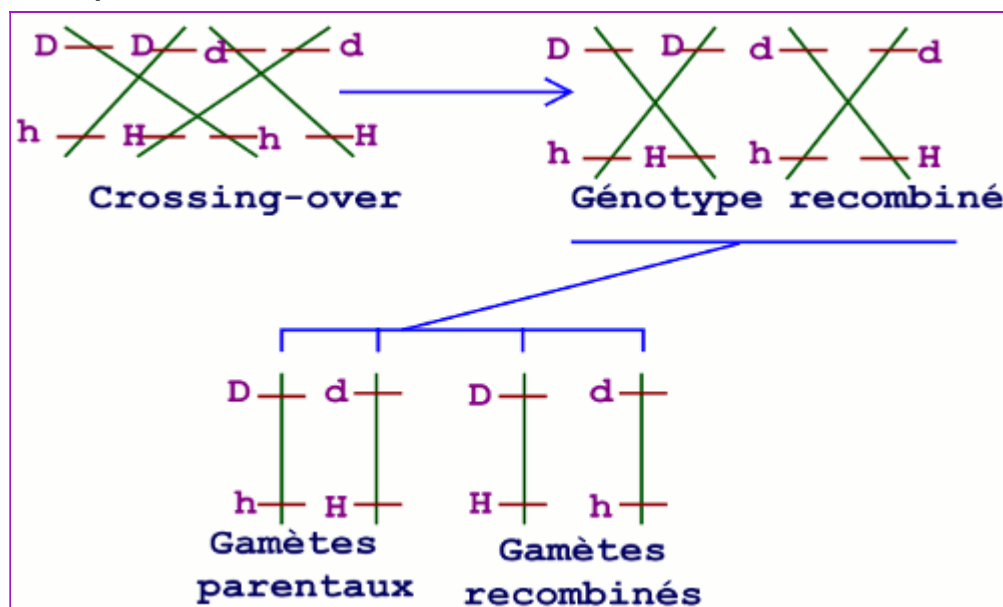 D D d d D D d d
h H h H h H h H
Crossing-over Génotype recombiné
D d D d
h H H h
Gamètes parentaux
Gamètes recombinés